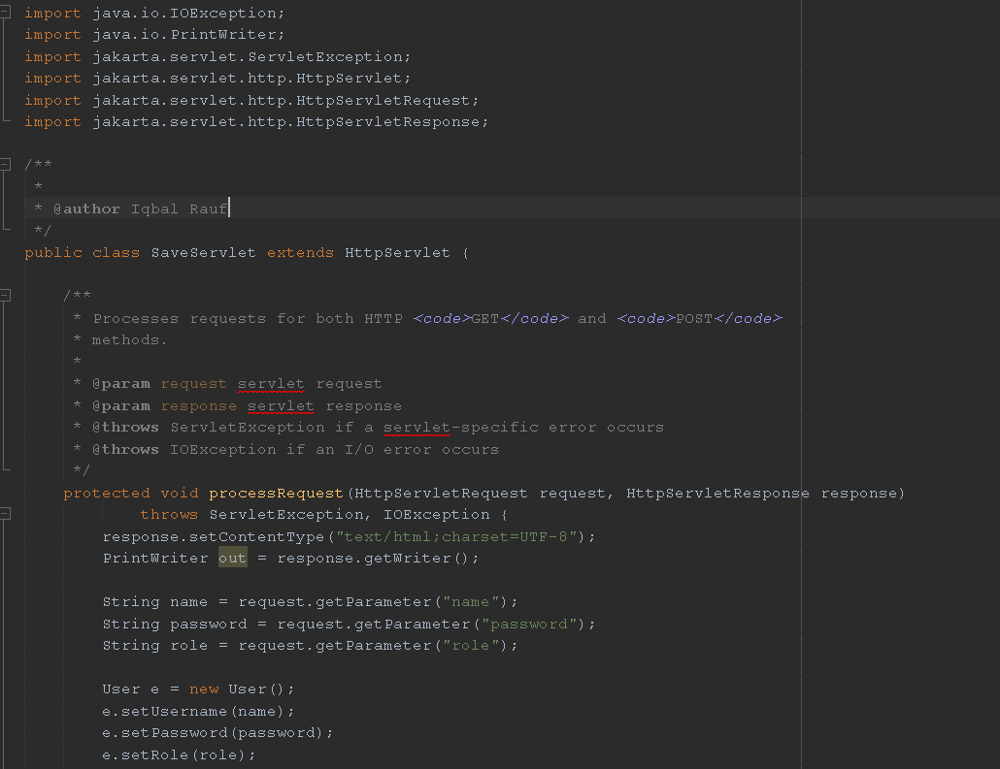 import java.io.IOException;
import java.io.PrintWriter;
import jakarta.servlet.ServletException;
import jakarta.servlet.http.HttpServlet;
import jakarta.servlet.http.HttpServletRequest;
import jakarta.servlet.http.HttpServletResponse;
/**
 *
 * @author Iqbal Rauf
 */
public class SaveServlet extends HttpServlet {
    /**
     * Processes requests for both HTTP <code>GET</code> and <code>POST</code>
     * methods.
     *
     * @param request servlet request
     * @param response servlet response
     * @throws ServletException if a servlet-specific error occurs
     * @throws IOException if an I/O error occurs
     */
    protected void processRequest(HttpServletRequest request, HttpServletResponse response)
            throws ServletException, IOException {
        response.setContentType("text/html;charset=UTF-8");
        PrintWriter out = response.getWriter();
        String name = request.getParameter("name");
        String password = request.getParameter("password");
        String role = request.getParameter("role");
        User e = new User();
        e.setUsername(name);
        e.setPassword(password);
        e.setRole(role);